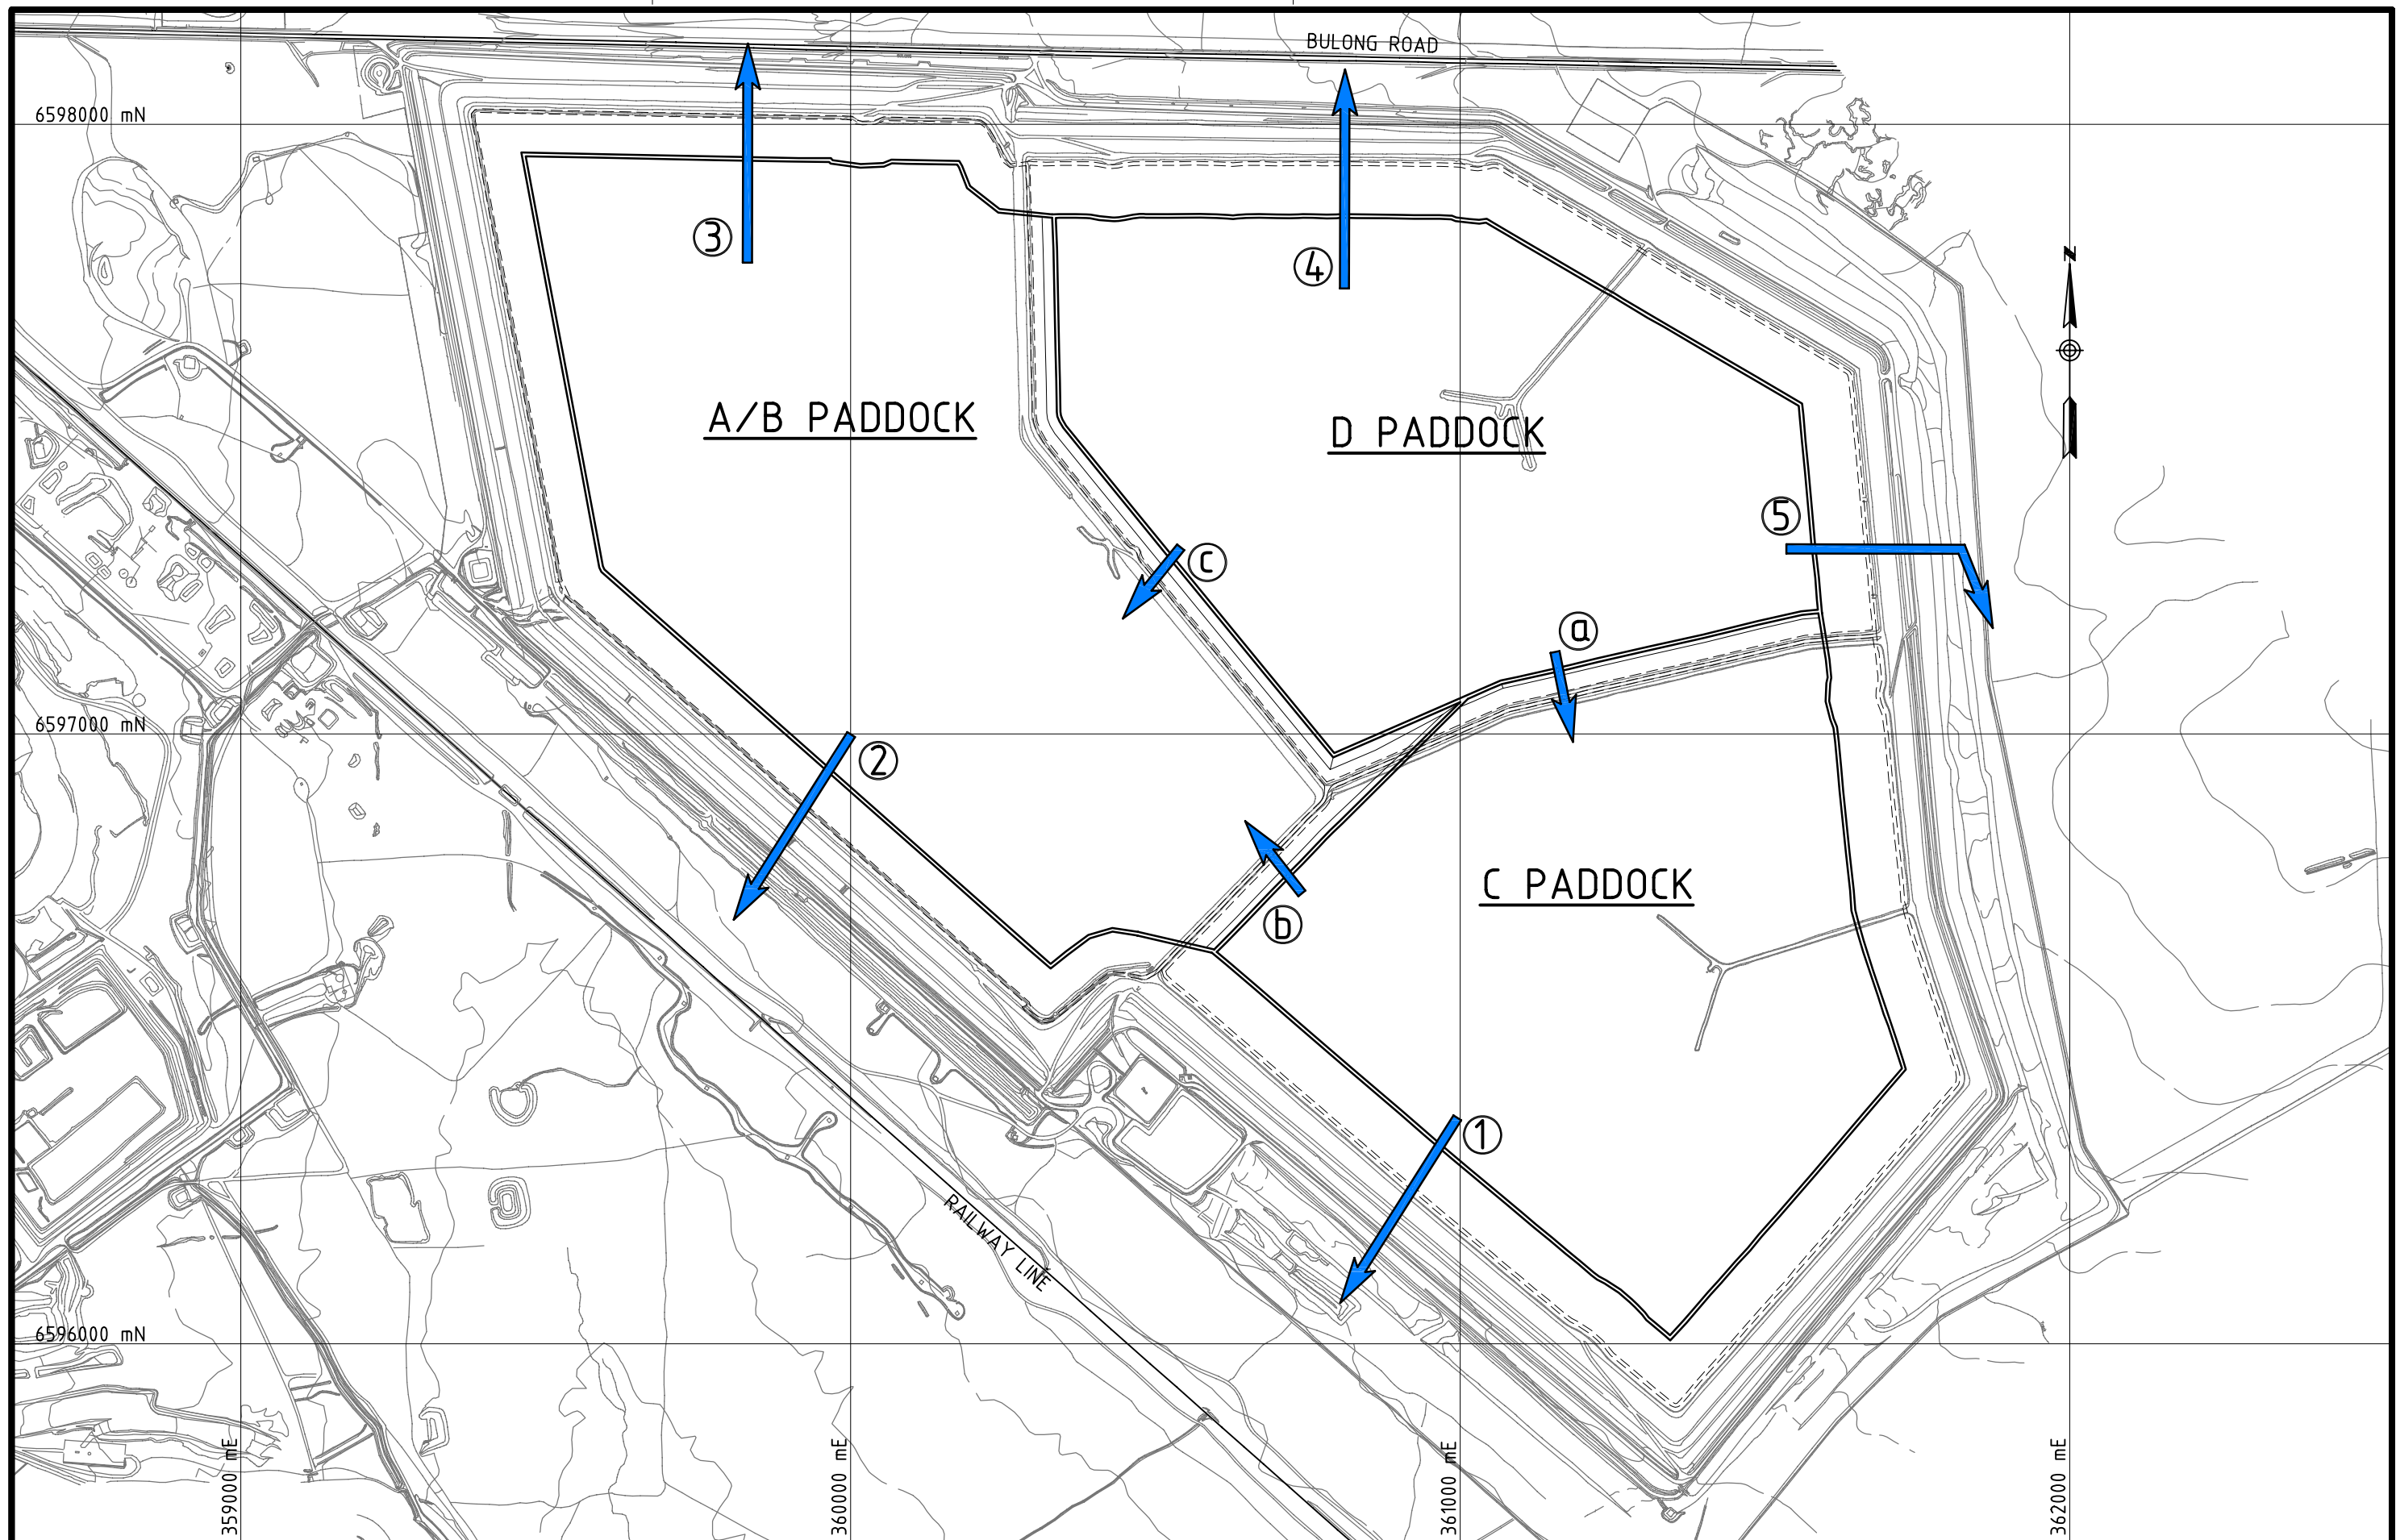 BULONG ROAD
6598000 mN
N
3
4
A/B PADDOCK
D PADDOCK
5
c
a
6597000 mN
2
C PADDOCK
b
1
RAILWAY LINE
6596000 mN
359000 mE
360000 mE
361000 mE
362000 mE